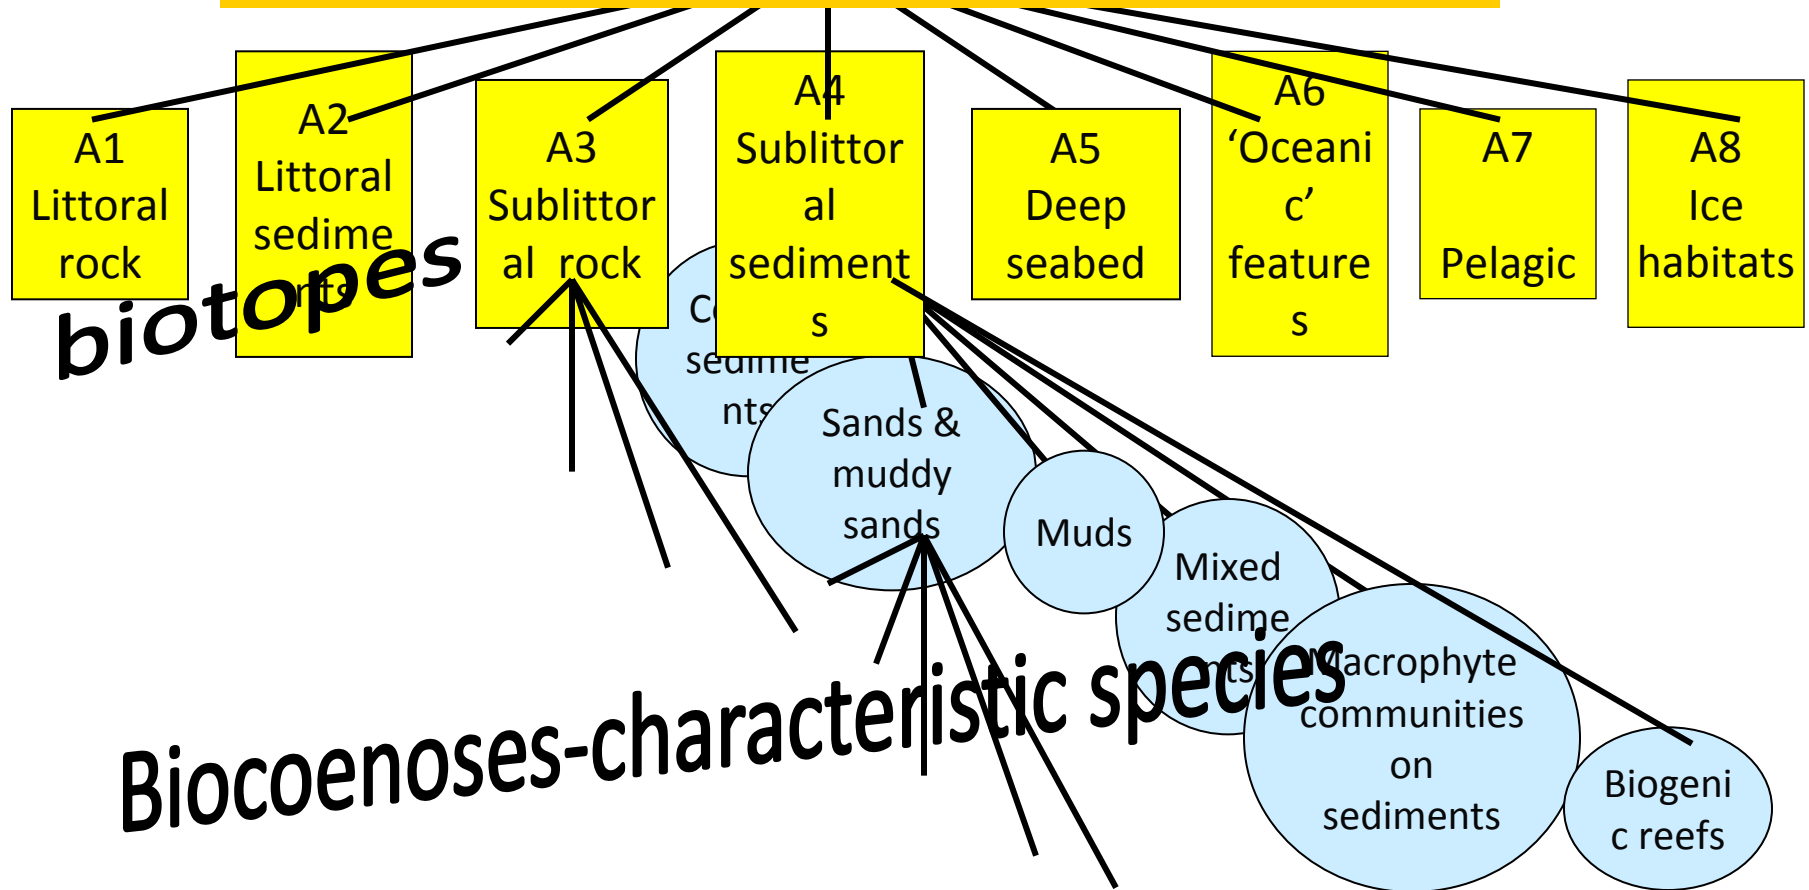 A1
Littoral
rock
A2
Littoral
sedime
nts
A3
Sublittor
al rock
A4
Sublittor
al
sediment
s
A5
Deep
seabed
A6
‘Oceani
c’
feature
s
A7
Pelagic
A8
Ice
habitats
biotopes
sedime
nts
Sands &
muddy
sands
Muds
Mixed
sedime
nts
Macrophyte
communities
on
sediments
Biogeni
c reefs
Biocoenoses-characteristic species